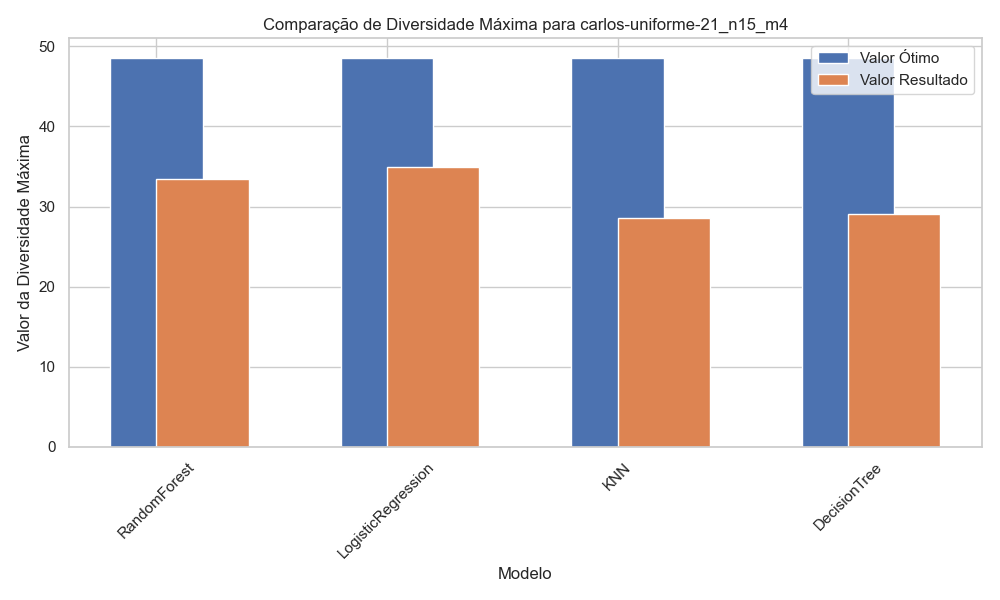 Comparação de Diversidade Máxima para carlos-uniforme-21_n15_m4
Valor Ótimo
Valor Resultado
Valor da Diversidade Máxima
50
40
30
20
10
0
RandomForest
LogisticRegression
KNN
DecisionTree
Modelo